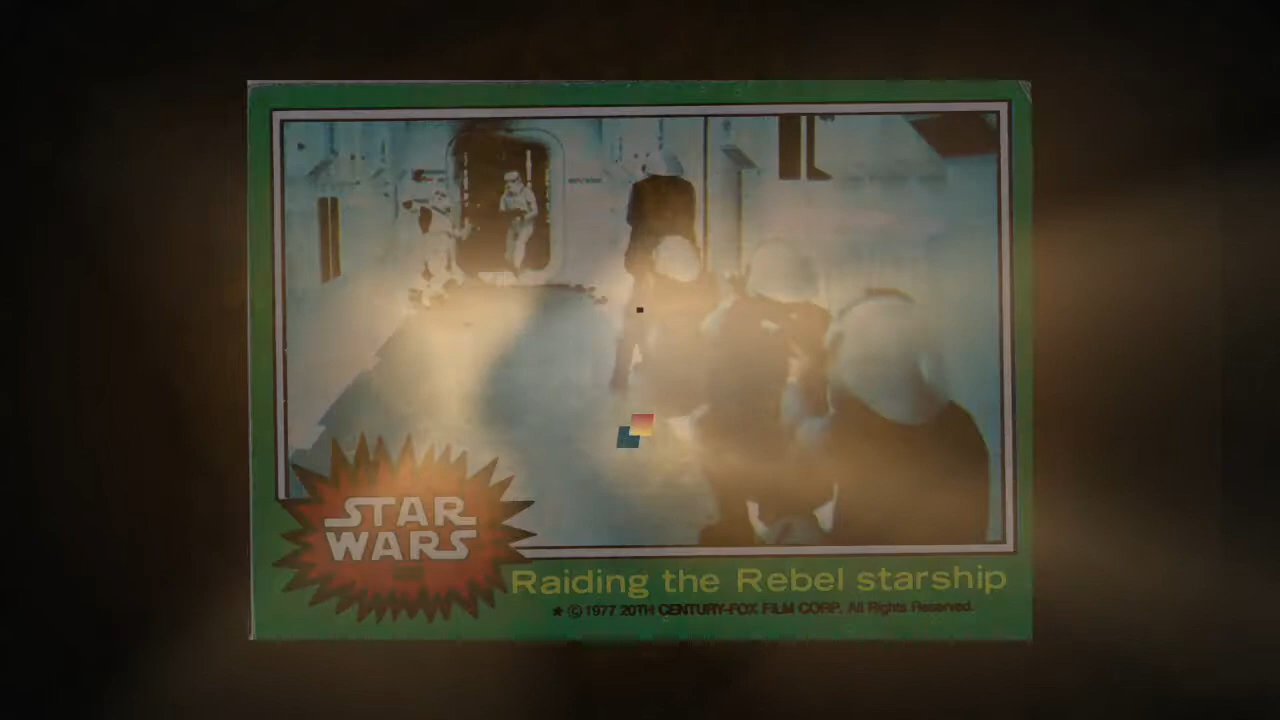 STAR
WARS
Raiding the Rebel starship
★ © 1977 20TH CENTURY-FOX FILM CORP. All Rights Reserved.